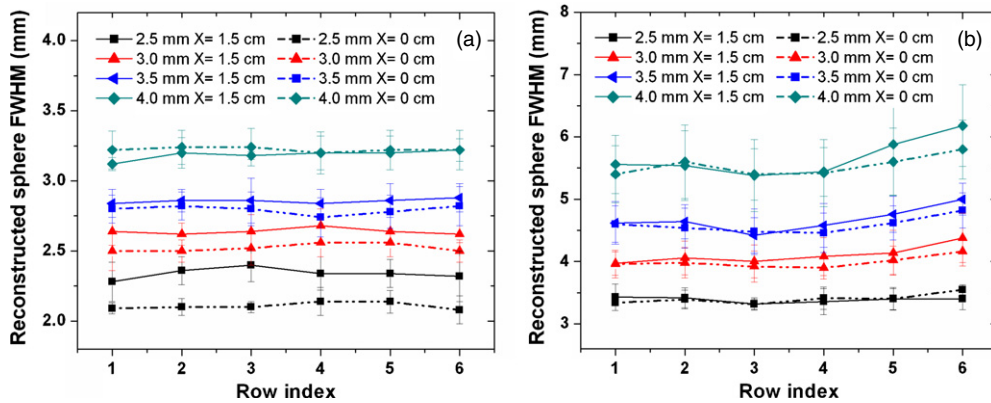 (a)
2.5 mm X= 1.5 cm 2.5 mm X= 0 cm
3.0 mm X= 1.5 cm 3.0 mm X= 0 cm
3.5 mm X= 1.5 cm 3.5 mm X= 0 cm
4.0 mm X= 1.5 cm 4.0 mm X= 0 cm
Reconstructed sphere FWHM (mm)
4.0
3.5
3.0
2.5
2.0
1 2 3 4 5 6
Row index
(b)
2.5 mm X= 1.5 cm 2.5 mm X= 0 cm
3.0 mm X= 1.5 cm 3.0 mm X= 0 cm
3.5 mm X= 1.5 cm 3.5 mm X= 0 cm
4.0 mm X= 1.5 cm 4.0 mm X= 0 cm
Reconstructed sphere FWHM (mm)
8
7
6
5
4
3
1 2 3 4 5 6
Row index